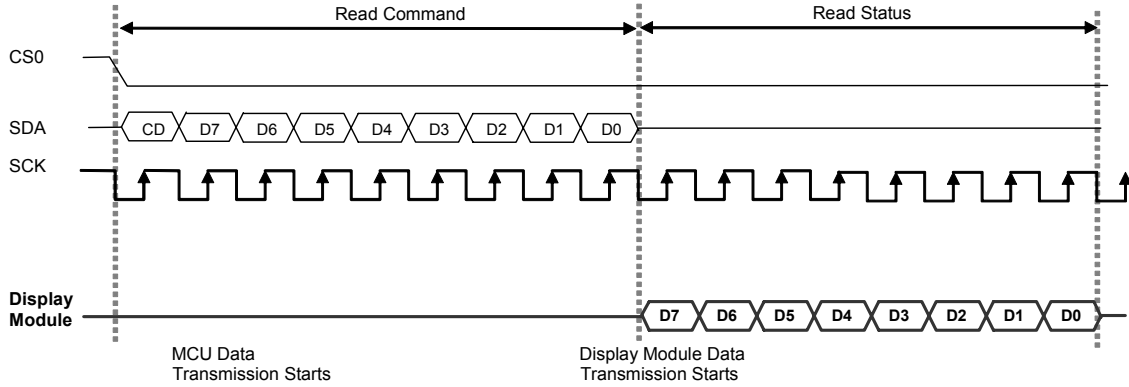 Read Command
Read Status
CS0
SDA
CD D7 D6 D5 D4 D3 D2 D1 D0
SCK
Display
Module
D7 D6 D5 D4 D3 D2 D1 D0
MCU Data
Transmission Starts
Display Module Data
Transmission Starts